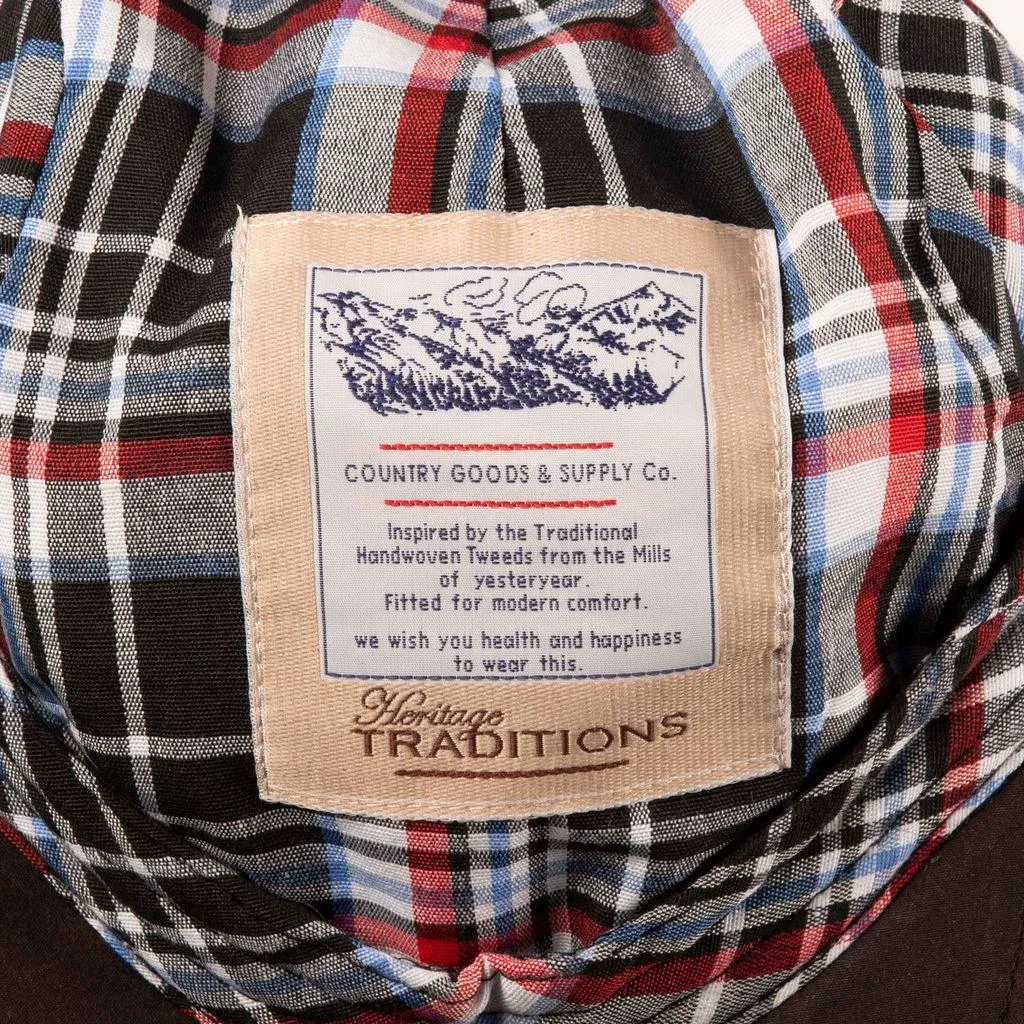 COUNTRY GOODS & SUPPLY Co.
Inspired by the Traditional
Handwoven Tweeds from the Mills
of yesteryear.
Fitted for modern comfort.
we wish you health and happiness
to wear this.
Heritage
TRADITIONS